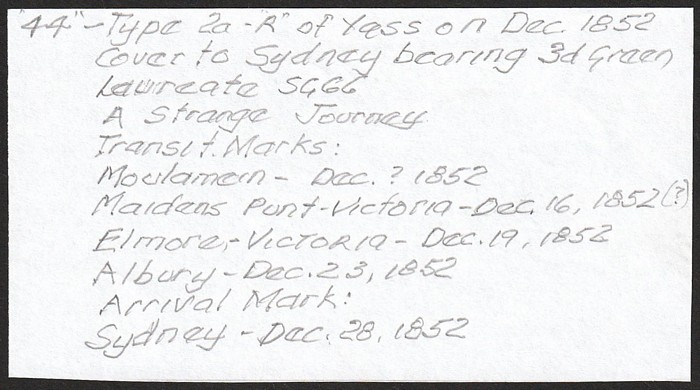 "44" - Type 2a - "R" of Yass on Dec. 1852
Cover to Sydney bearing 3d Green
Laureate SG66
A Strange Journey
Transit Marks:
Moulamein - Dec. ? 1852
Maidens Punt - Victoria - Dec. 16, 1852 (?)
Elmore, - VICTORIA - Dec. 19, 1852
Albury - Dec. 23, 1852
Arrival Mark:
Sydney - Dec. 28, 1852